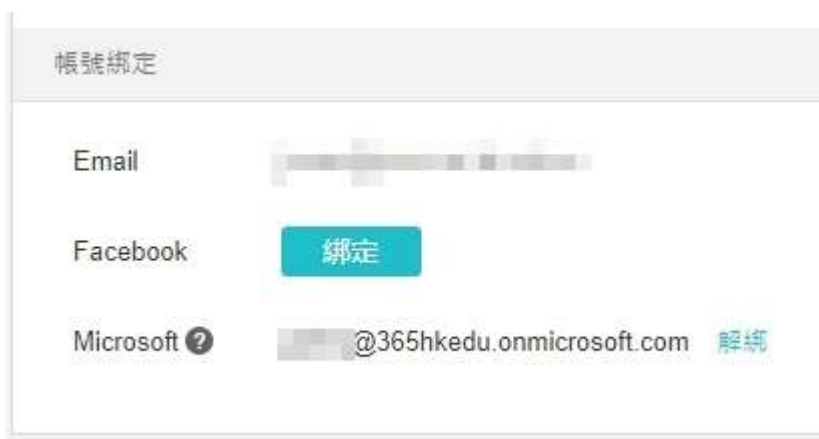 帳號綁定
Email
Facebook 綁定
Microsoft ? @365hkedu.onmicrosoft.com 解綁